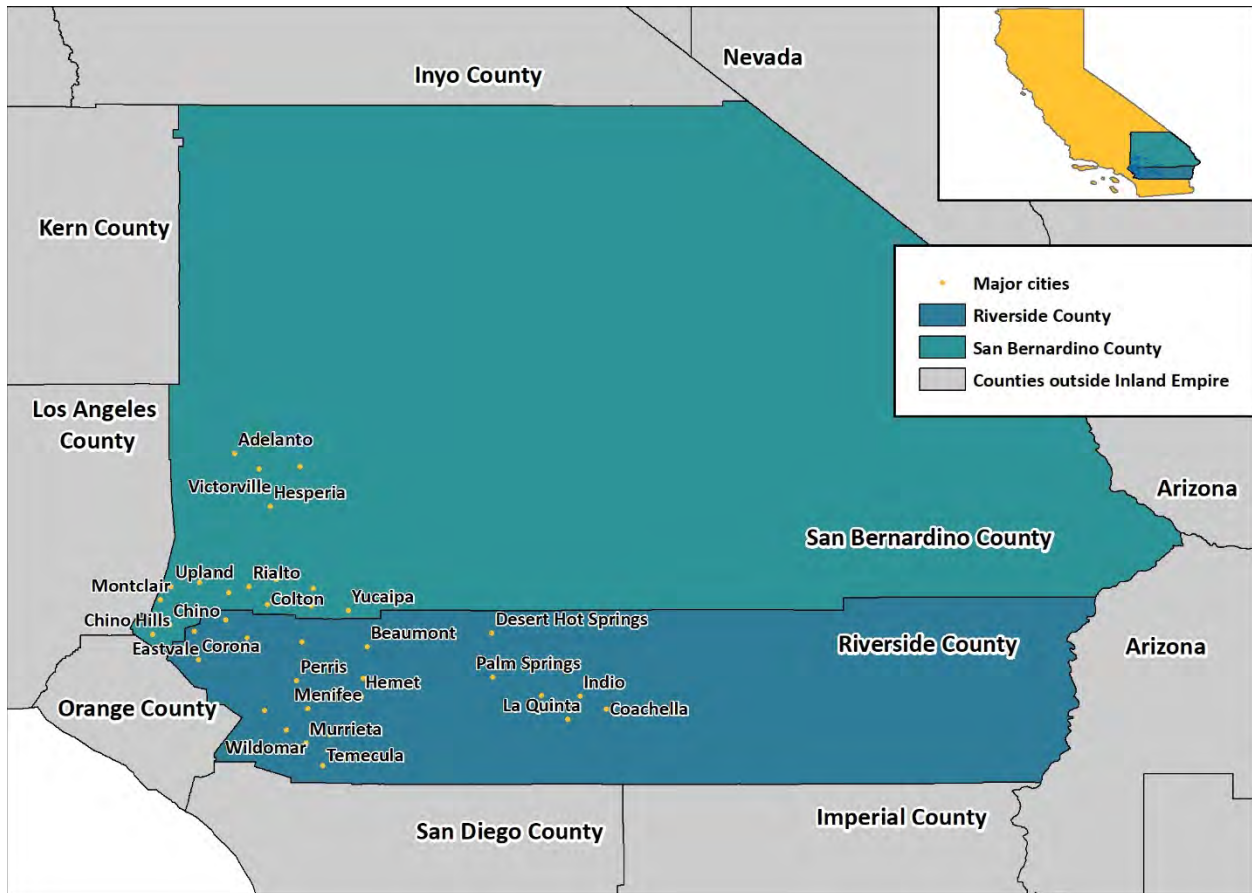 Nevada
Inyo County
Kern County
Major cities
Riverside County
San Bernardino County
Counties outside Inland Empire
Los Angeles
County
Adelanto
Victorville
Hesperia
Arizona
San Bernardino County
Montclair
Upland
Rialto
Chino Hills
Chino
Colton
Yucaipa
Eastvale
Corona
Beaumont
Desert Hot Springs
Riverside County
Arizona
Perris
Hemet
Palm Springs
Indio
Orange County
Menifee
La Quinta
Coachella
Wildomar
Murrieta
Temecula
San Diego County
Imperial County